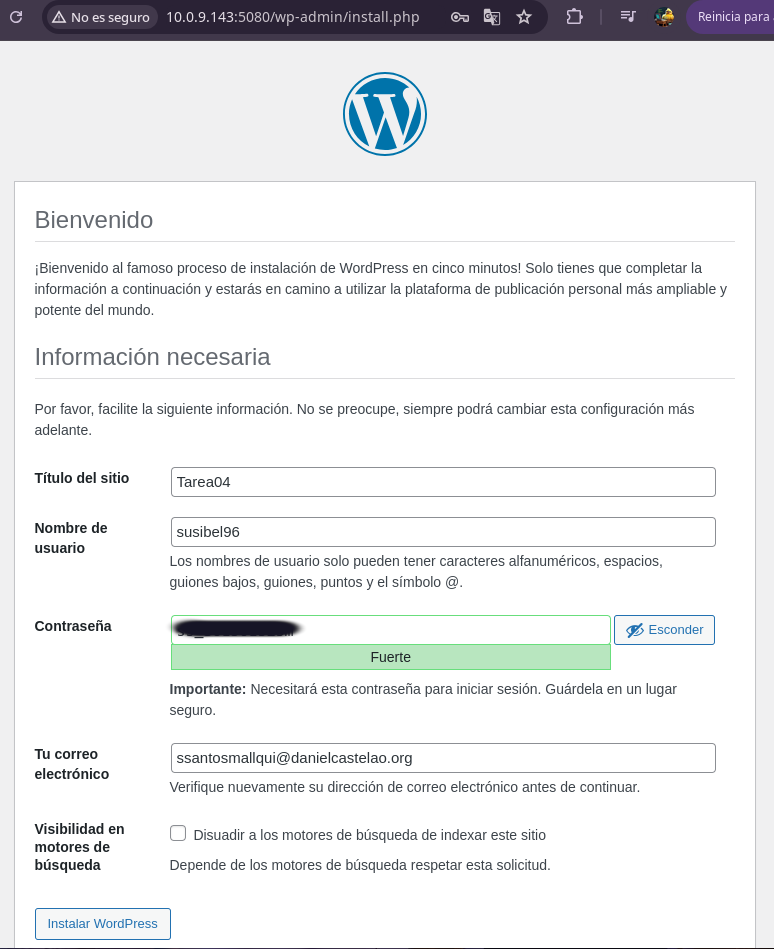 No es seguro 10.0.9.143:5080/wp-admin/install.php Reinicia para
Bienvenido
¡Bienvenido al famoso proceso de instalación de WordPress en cinco minutos! Solo tienes que completar la
información a continuación y estarás en camino a utilizar la plataforma de publicación personal más ampliable y
potente del mundo.
Información necesaria
Por favor, facilite la siguiente información. No se preocupe, siempre podrá cambiar esta configuración más
adelante.
Título del sitio
Tarea04
Nombre de
usuario
susibel96
Los nombres de usuario solo pueden tener caracteres alfanuméricos, espacios,
guiones bajos, guiones, puntos y el símbolo @.
Contraseña
Esconder
Fuerte
Importante: Necesitará esta contraseña para iniciar sesión. Guárdela en un lugar
seguro.
Tu correo
electrónico
ssantosmallqui@danielcastelao.org
Verifique nuevamente su dirección de correo electrónico antes de continuar.
Visibilidad en
motores de
búsqueda
Disuadir a los motores de búsqueda de indexar este sitio
Depende de los motores de búsqueda respetar esta solicitud.
Instalar WordPress